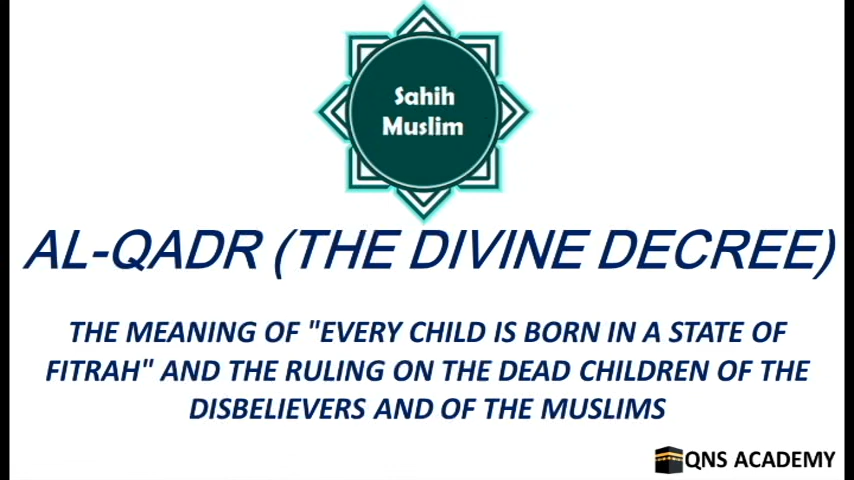 Sahih
Muslim
AL-QADR (THE DIVINE DECREE)
THE MEANING OF "EVERY CHILD IS BORN IN A STATE OF
FITRAH" AND THE RULING ON THE DEAD CHILDREN OF THE
DISBELIEVERS AND OF THE MUSLIMS
QNS ACADEMY